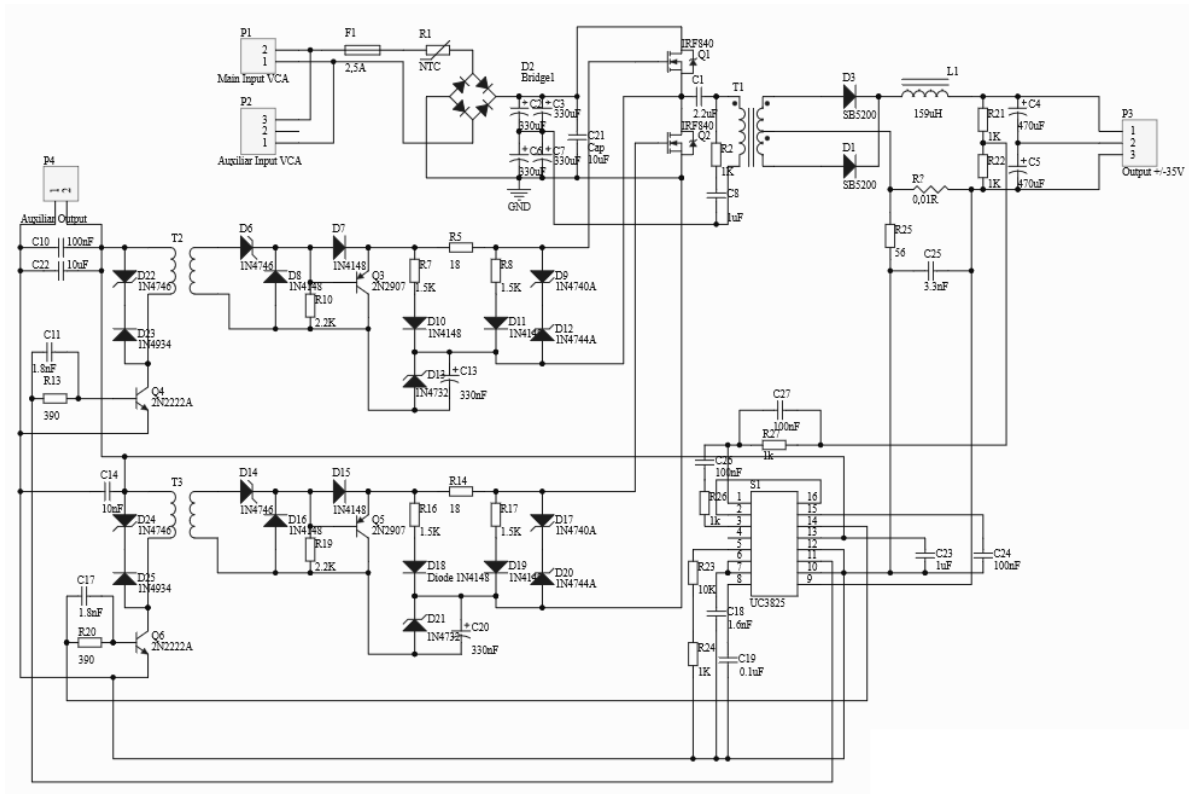 P1
2
1
Main Input VCA
F1
2,5A
R1
NTC
P2
3
2
1
Auxiliar Input VCA
D2
Bridge1
C2
330uF
C3
330uF
C6
330uF
C7
330uF
GND
C21
Cap
10uF
IRF840
Q1
C1
2.2uF
IRF840
Q2
R2
1K
C8
1uF
T1
D3
SB5200
D1
SB5200
L1
159uH
R21
1K
R22
1K
C4
470uF
C5
470uF
P3
1
2
3
Output +/-35V
R?
0,01R
R25
56
C25
3.3nF
P4
1
2
Auxiliar Output
C10
100nF
C22
10uF
D22
1N4746
D23
1N4934
T2
D6
1N4746
D8
1N4148
D7
1N4148
R10
2.2K
Q3
2N2907
R7
1.5K
R5
18
R8
1.5K
D9
1N4740A
D10
1N4148
D11
1N4148
D12
1N4744A
D13
1N4732
C13
330nF
C11
1.8nF
R13
390
Q4
2N2222A
C14
10nF
D24
1N4746
D25
1N4934
T3
D14
1N4746
D16
1N4148
D15
1N4148
R19
2.2K
Q5
2N2907
R16
1.5K
R14
18
R17
1.5K
D17
1N4740A
D18
Diode 1N4148
D19
1N4148
D20
1N4744A
D21
1N4732
C20
330nF
C17
1.8nF
R20
390
Q6
2N2222A
C27
100nF
R27
1k
C26
100nF
R26
1k
S1
1
2
3
4
5
6
7
8
16
15
14
13
12
11
10
9
UC3825
R23
10K
R24
1K
C18
1.6nF
C19
0.1uF
C23
1uF
C24
100nF